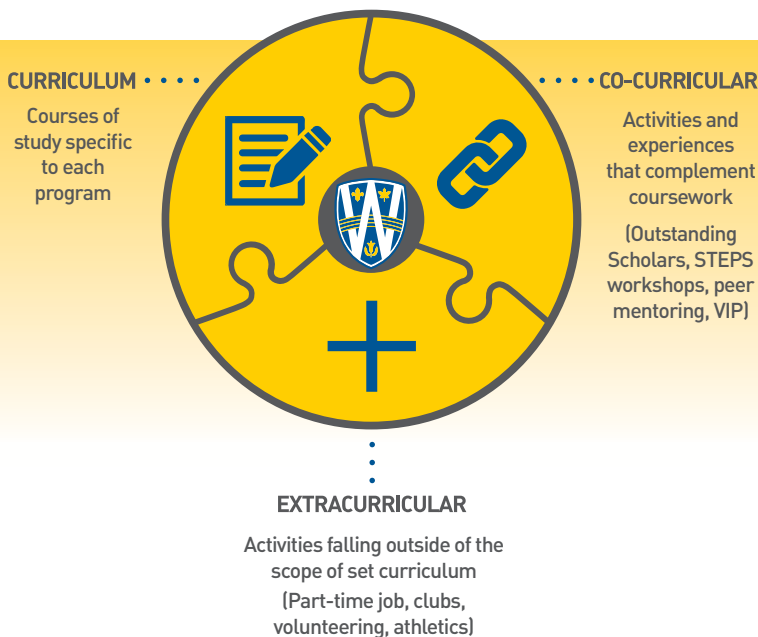 CURRICULUM
Courses of
study specific
to each
program
CO-CURRICULAR
Activities and
experiences
that complement
coursework
(Outstanding
Scholars, STEPS
workshops, peer
mentoring, VIP)
W
EXTRACURRICULAR
Activities falling outside of the
scope of set curriculum
(Part-time job, clubs,
volunteering, athletics)